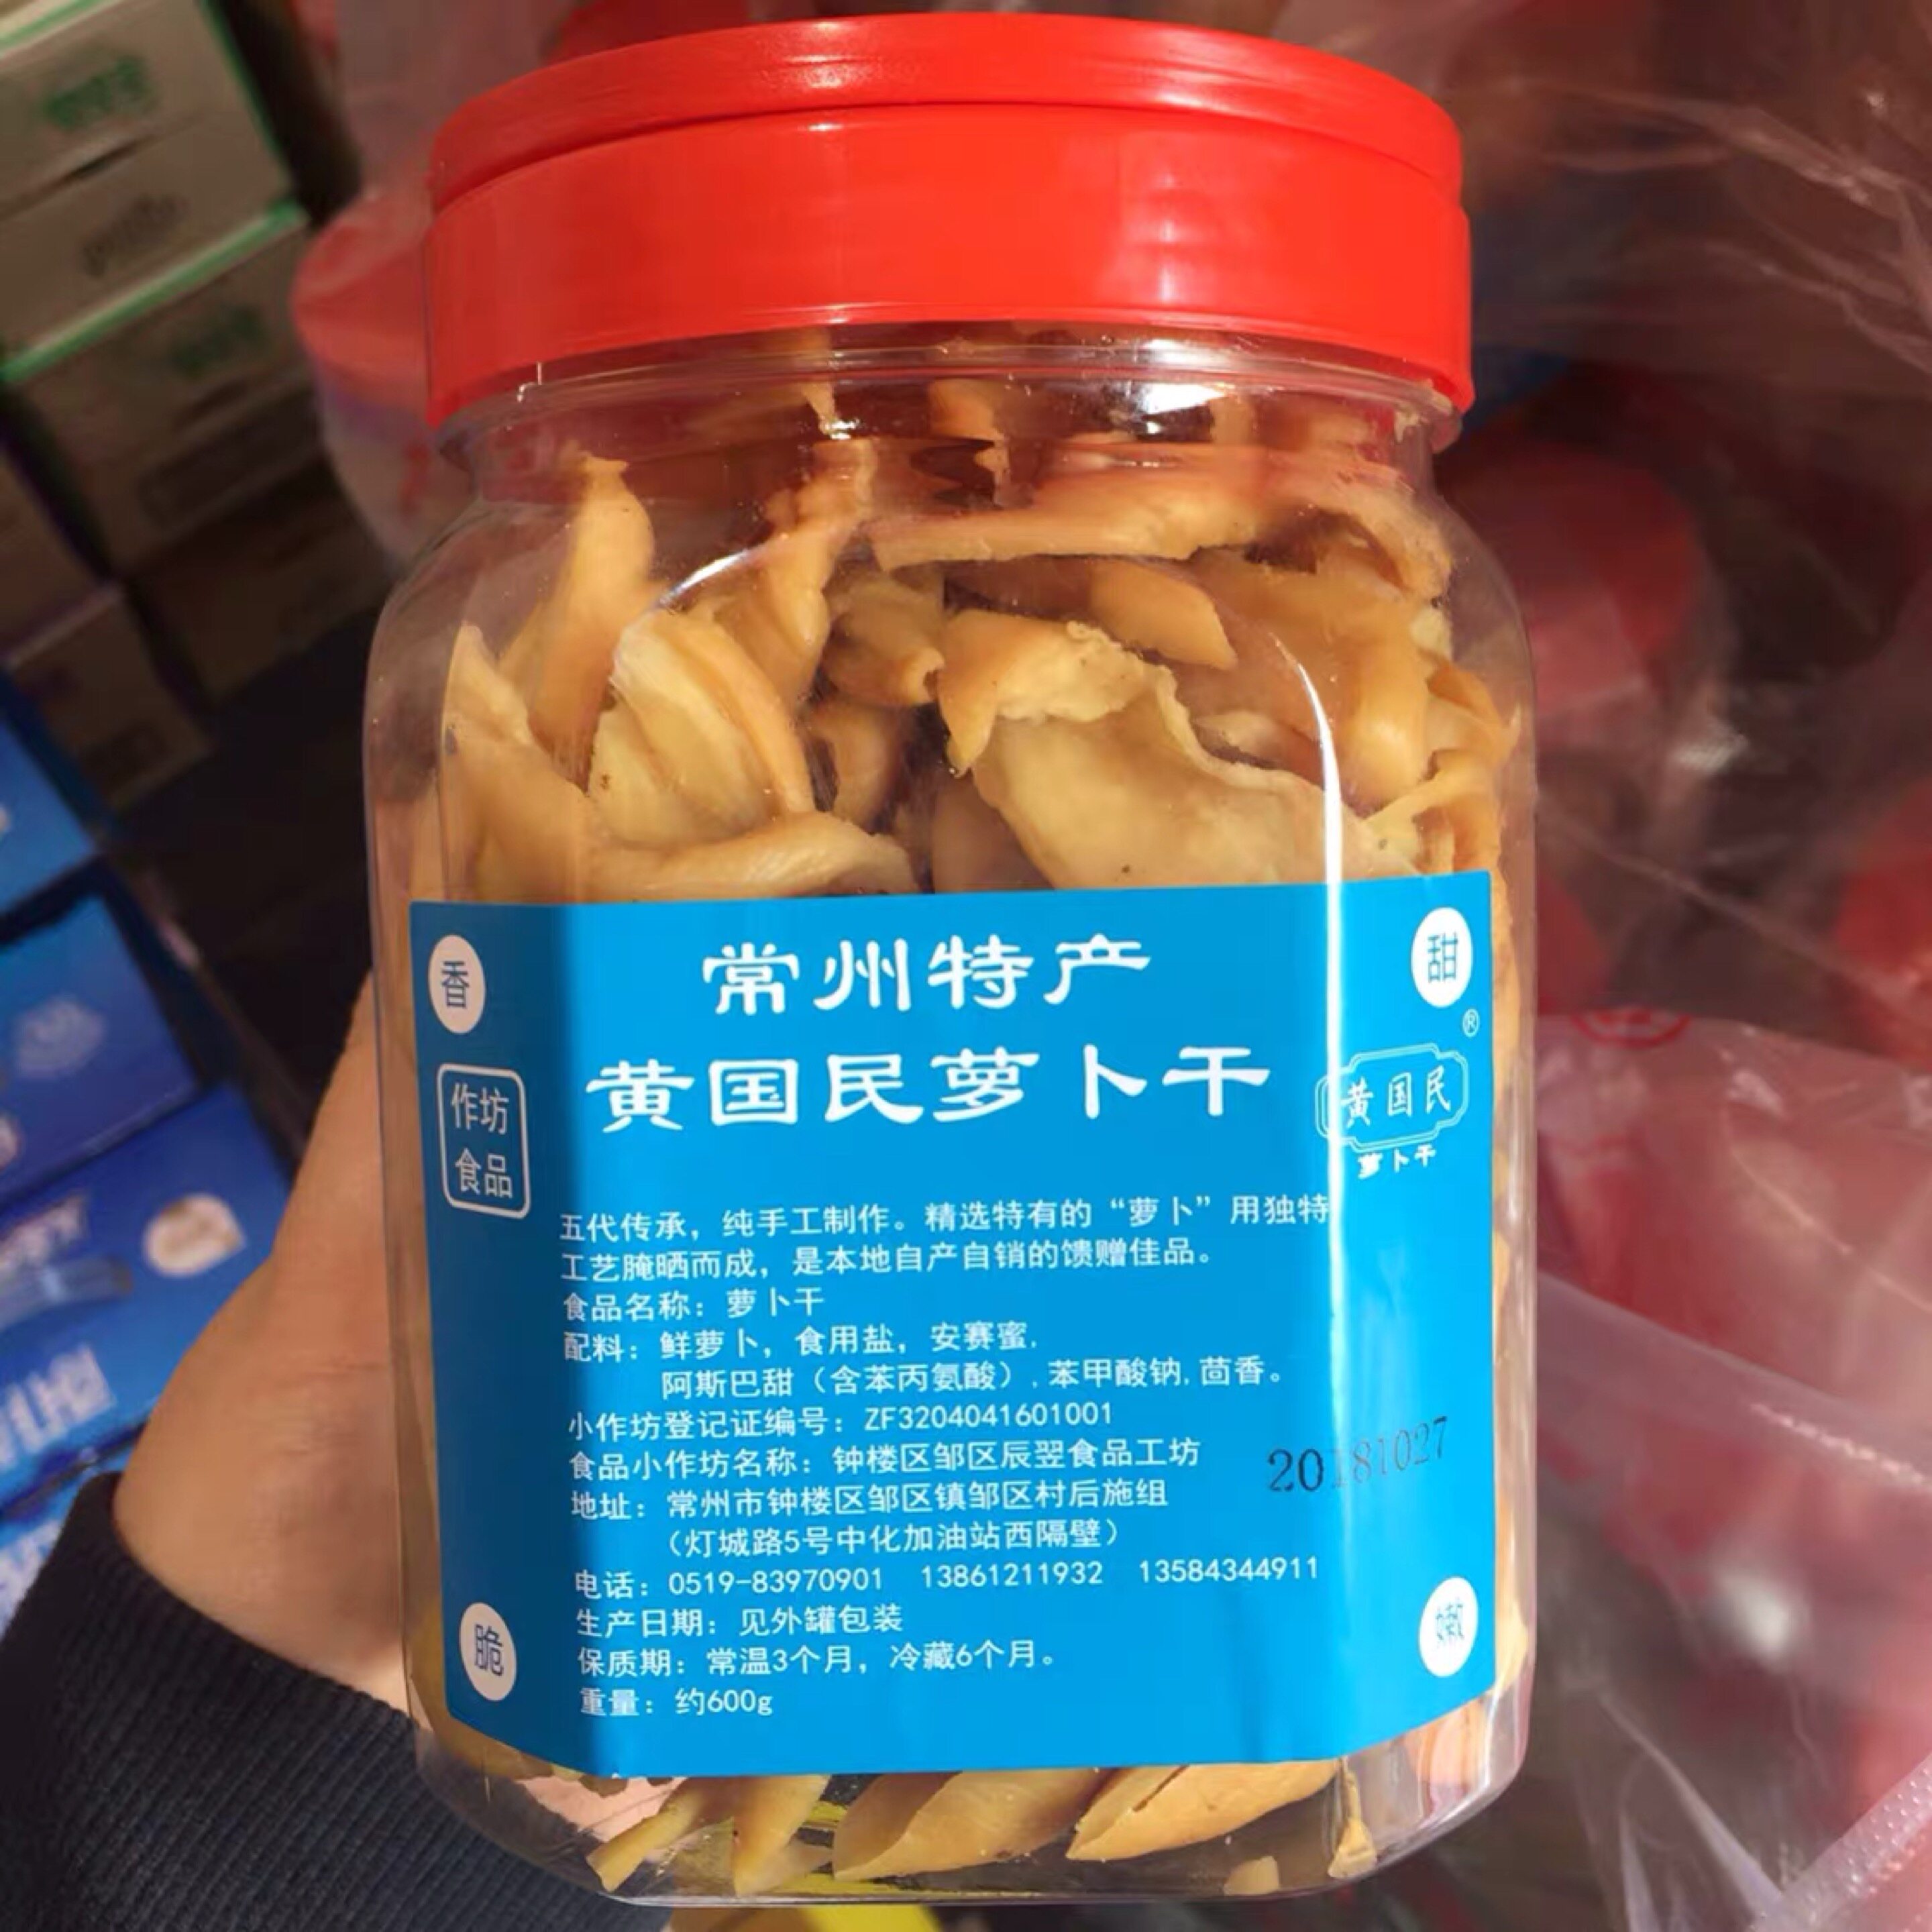 香
常州特产
甜
黄国民萝卜干
®
黄国民
萝卜干
作坊
食品
五代传承，纯手工制作。精选特有的“萝卜”用独特
工艺腌晒而成，是本地自产自销的馈赠佳品。
食品名称：萝卜干
配料：鲜萝卜，食用盐，安赛蜜,
阿斯巴甜（含苯丙氨酸）,苯甲酸钠,茴香。
小作坊登记证编号：ZF3204041601001
食品小作坊名称：钟楼区邹区辰翌食品工坊
20181027
地址：常州市钟楼区邹区镇邹区村后施组
（灯城路5号中化加油站西隔壁）
电话：0519-83970901 13861211932 13584344911
生产日期：见外罐包装
保质期：常温3个月，冷藏6个月。
重量：约600g
脆
嫩